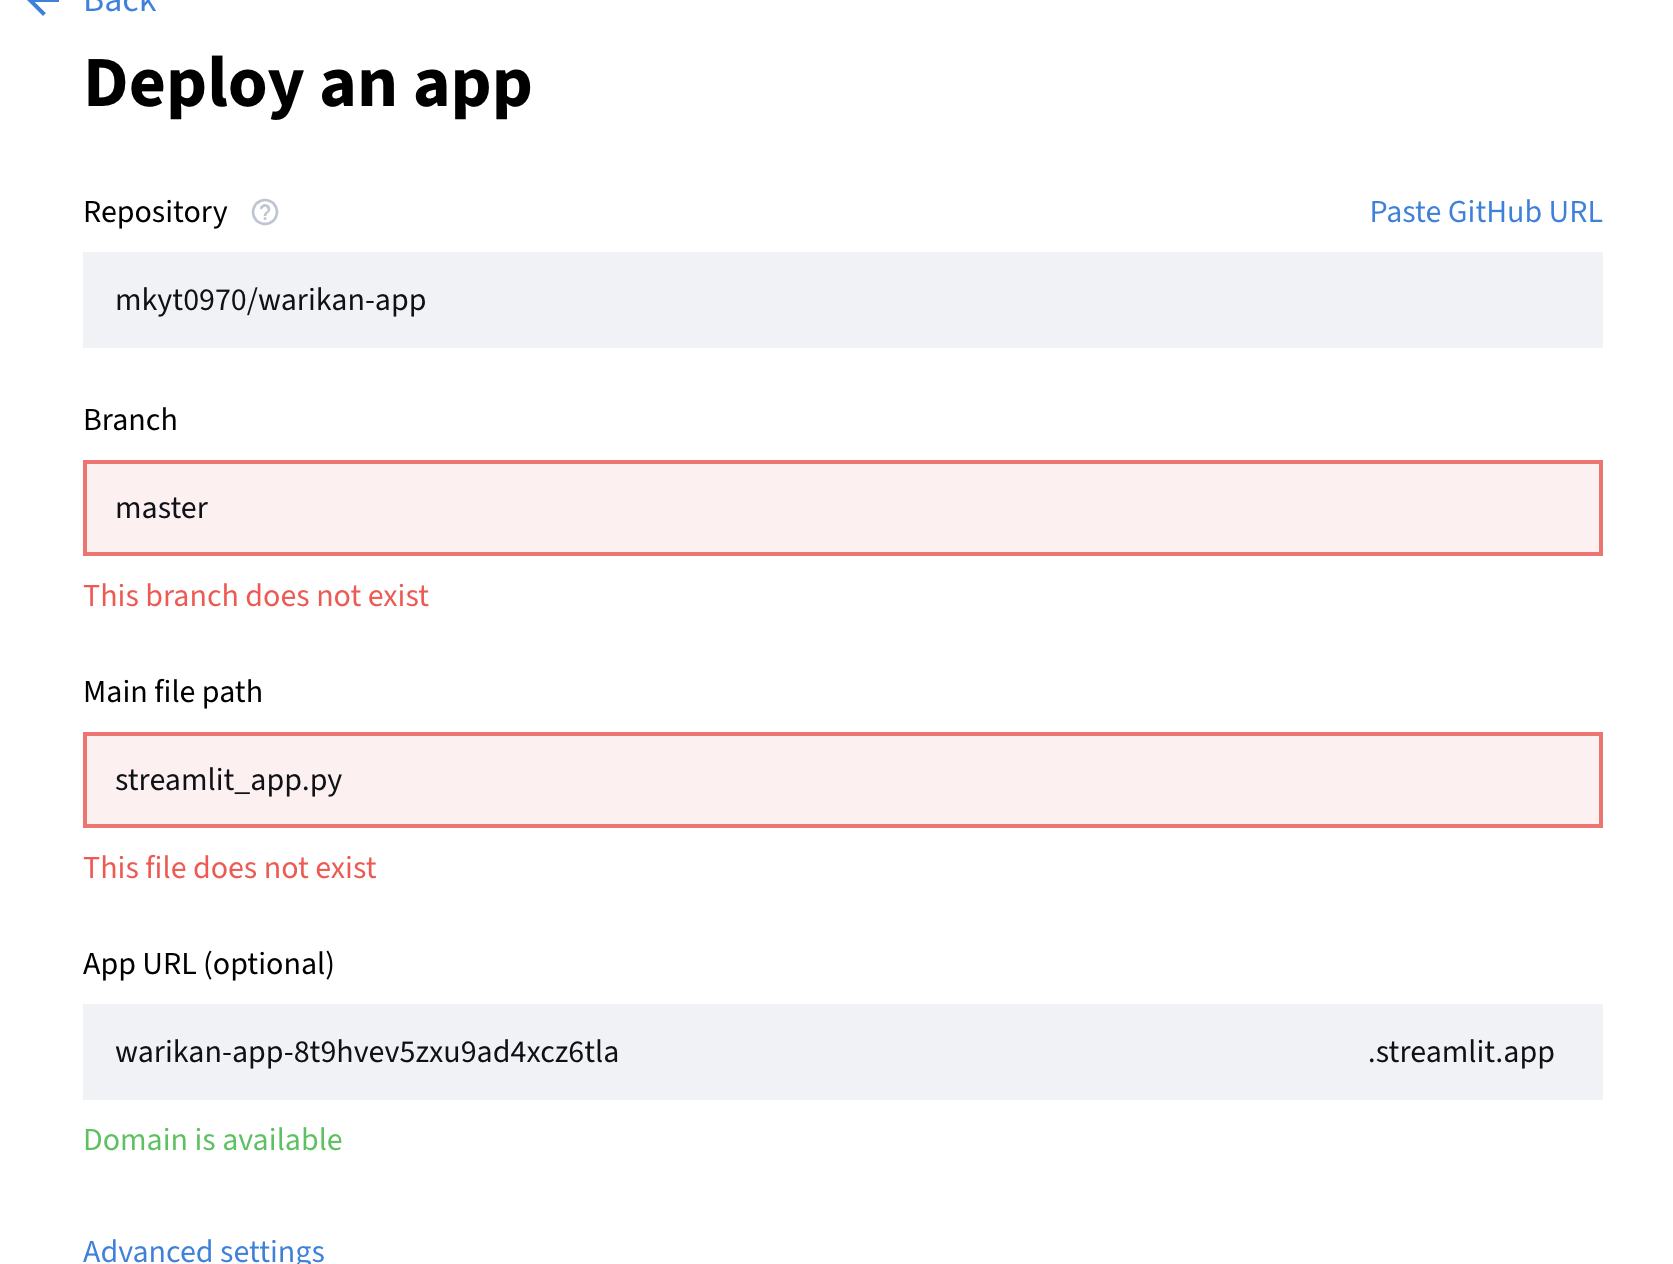 Back
Deploy an app
Repository Paste GitHub URL
mkyt0970/warikan-app
Branch
master
This branch does not exist
Main file path
streamlit_app.py
This file does not exist
App URL (optional)
warikan-app-8t9hvev5zxu9ad4xcz6tla .streamlit.app
Domain is available
Advanced settings